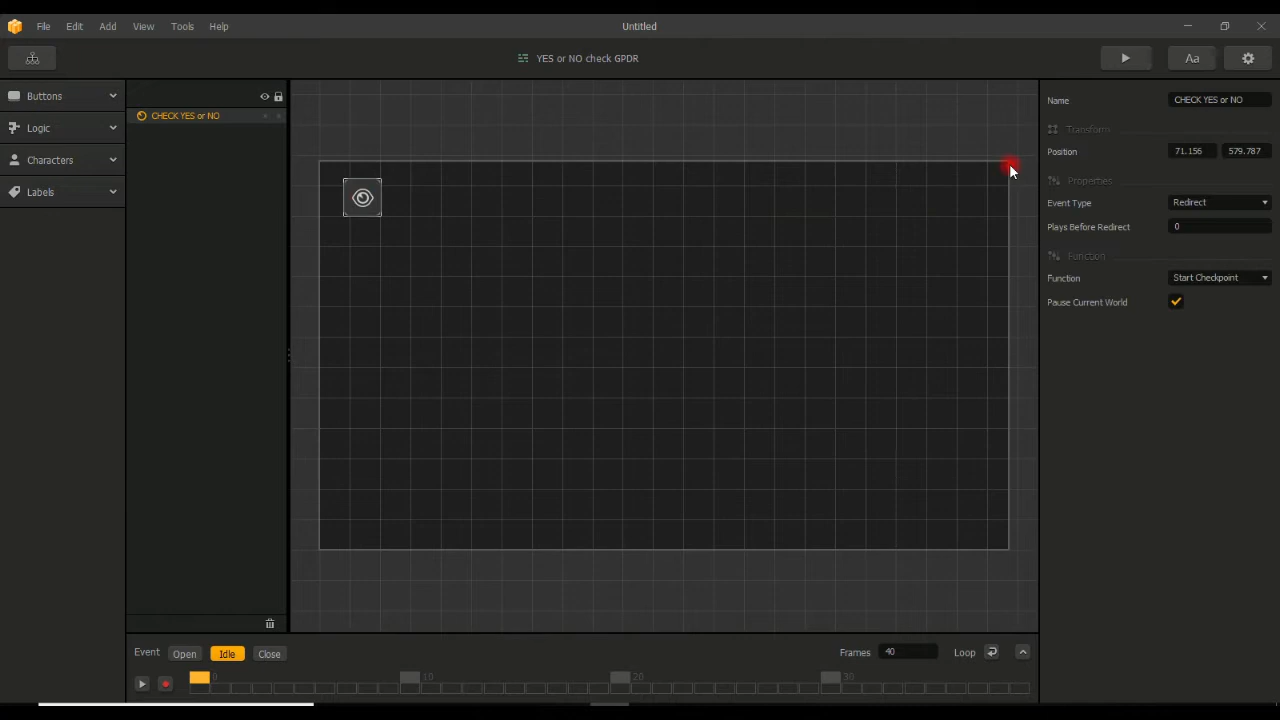 File Edit Add View Tools Help Untitled
YES or NO check GPDR Aa
Buttons
Logic
Characters
Labels
CHECK YES or NO
Name CHECK YES or NO
Transform
Position 71.156 579.787
Properties
Event Type Redirect
Plays Before Redirect 0
Function
Function Start Checkpoint
Pause Current World
Event Open Idle Close Frames 40 Loop
0 10 20 30